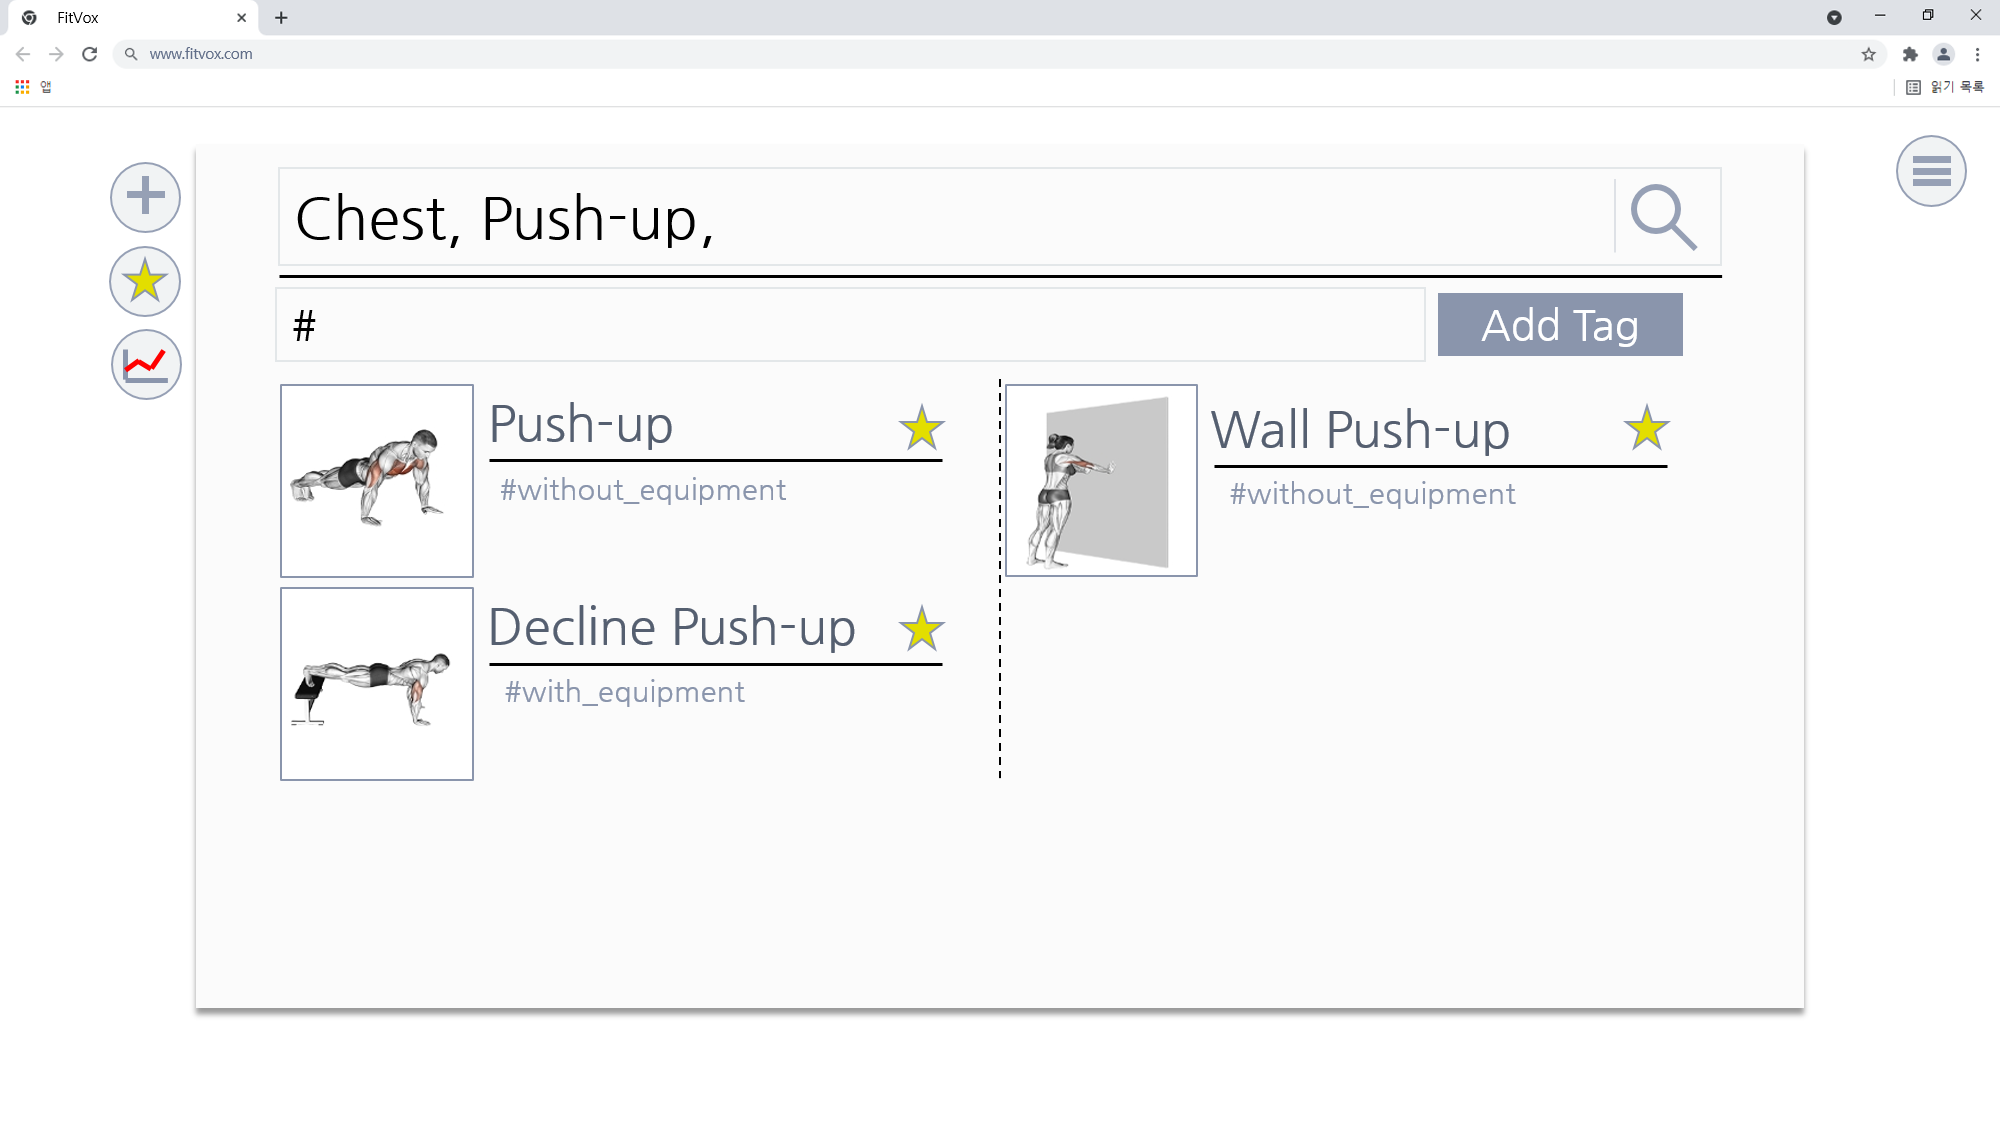 FitVox
www.fitvox.com
앱
읽기 목록
Chest, Push-up,
#
Add Tag
Push-up
#without_equipment
Wall Push-up
#without_equipment
Decline Push-up
#with_equipment